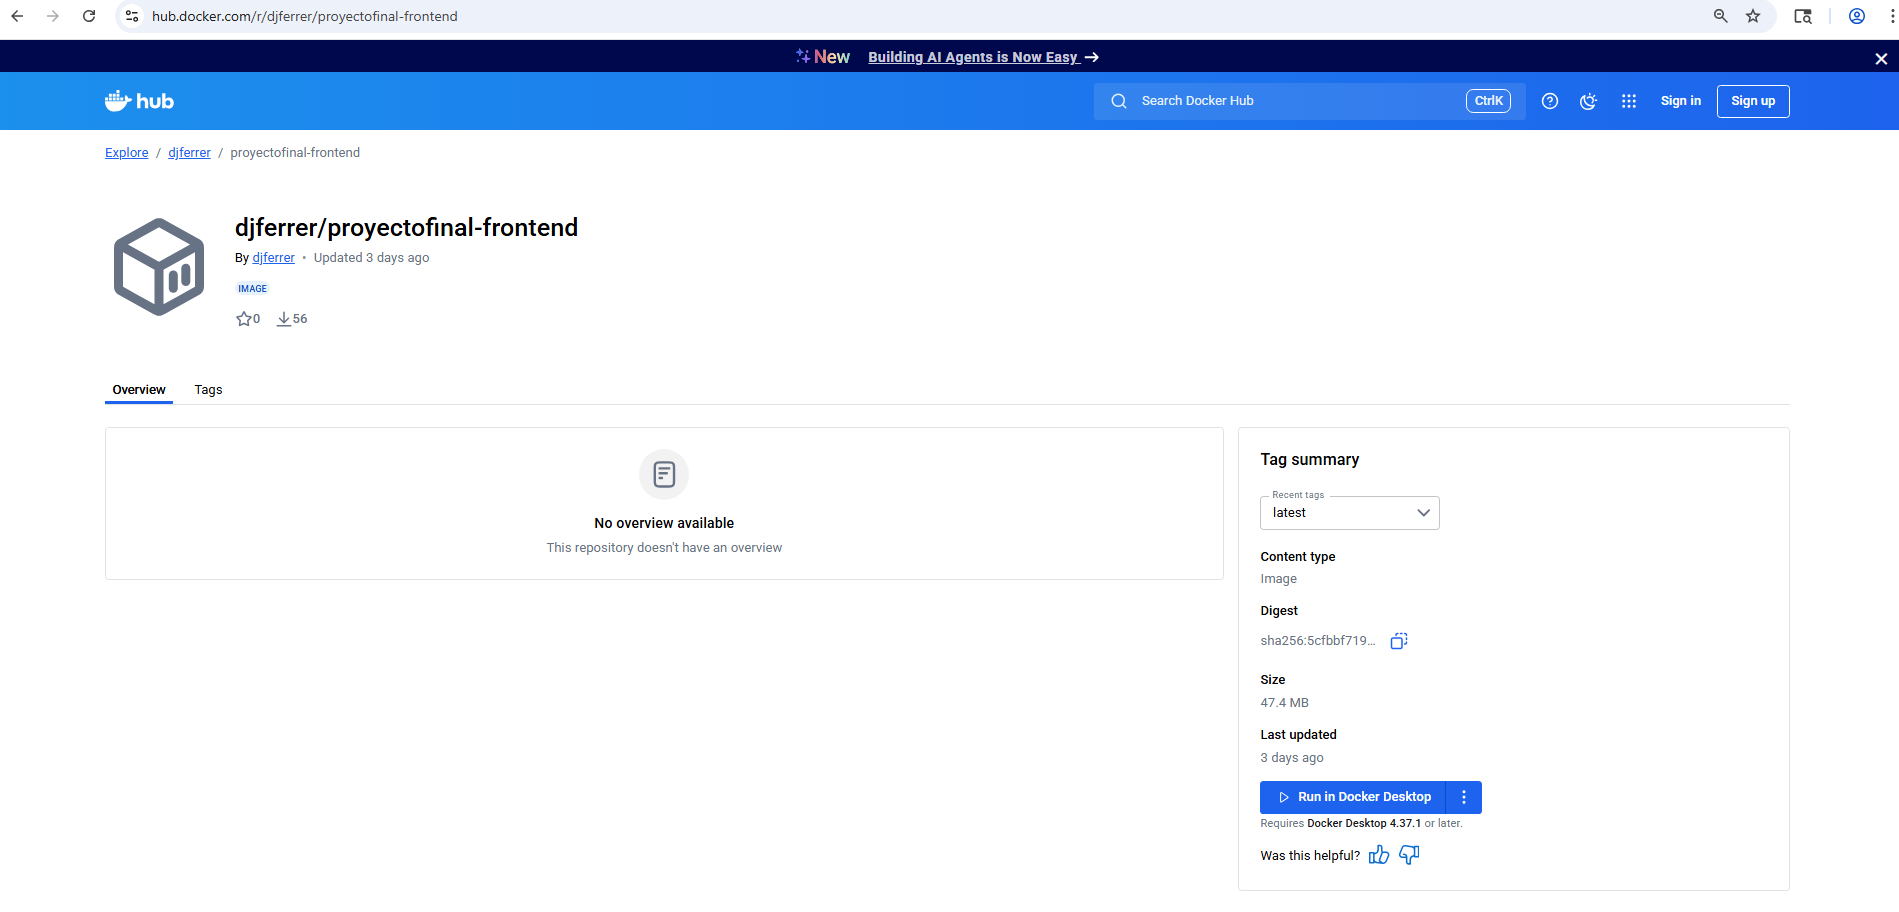 hub.docker.com/r/djferrer/proyectofinal-frontend
New Building AI Agents is Now Easy →
hub
Search Docker Hub
CtrlK
Sign in
Sign up
Explore / djferrer / proyectofinal-frontend
djferrer/proyectofinal-frontend
By djferrer • Updated 3 days ago
IMAGE
0 56
Overview
Tags
No overview available
This repository doesn't have an overview
Tag summary
Recent tags
latest
Content type
Image
Digest
sha256:5cfbbf719...
Size
47.4 MB
Last updated
3 days ago
Run in Docker Desktop
Requires Docker Desktop 4.37.1 or later.
Was this helpful?